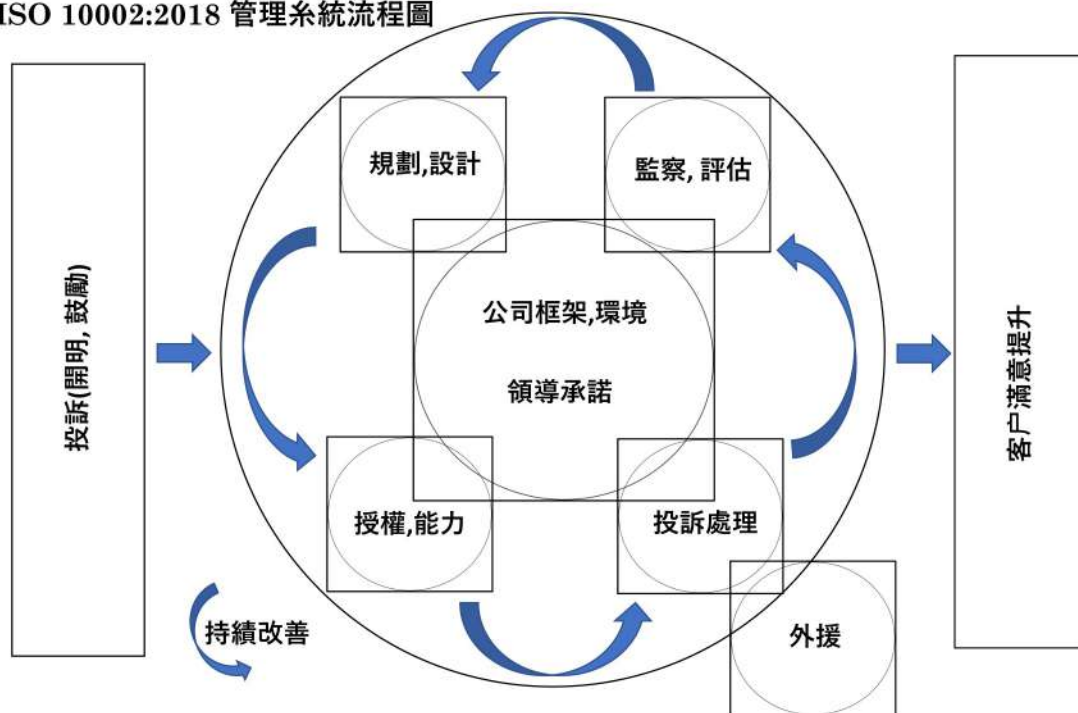 ISO 10002:2018 管理糸統流程圖
規劃,設計
監察, 評估
投訴(開明, 鼓勵)
公司框架,環境
領導承諾
客户滿意提升
授權,能力
投訴處理
持續改善
外援